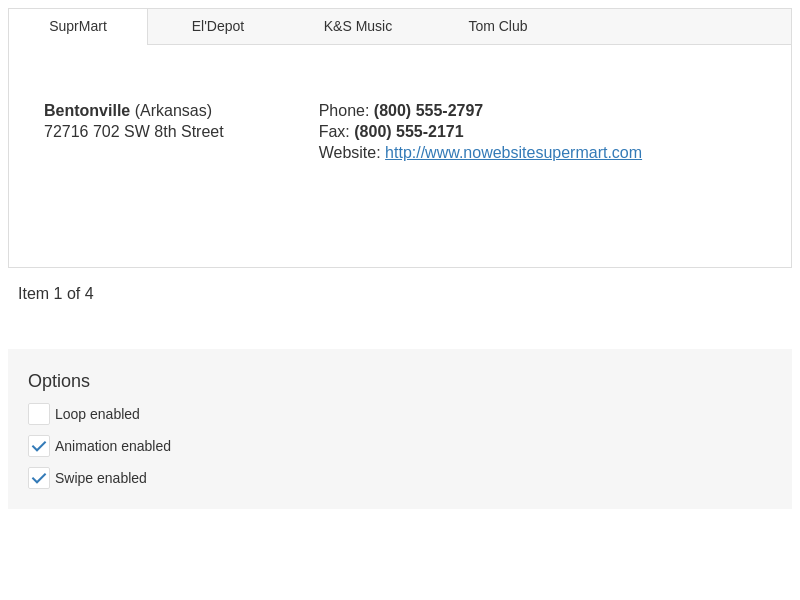 SuprMart El'Depot K&S Music Tom Club
Bentonville (Arkansas)
72716 702 SW 8th Street
Phone: (800) 555-2797
Fax: (800) 555-2171
Website: http://www.nowebsitesupermart.com
Item 1 of 4
Options
Loop enabled
Animation enabled
Swipe enabled